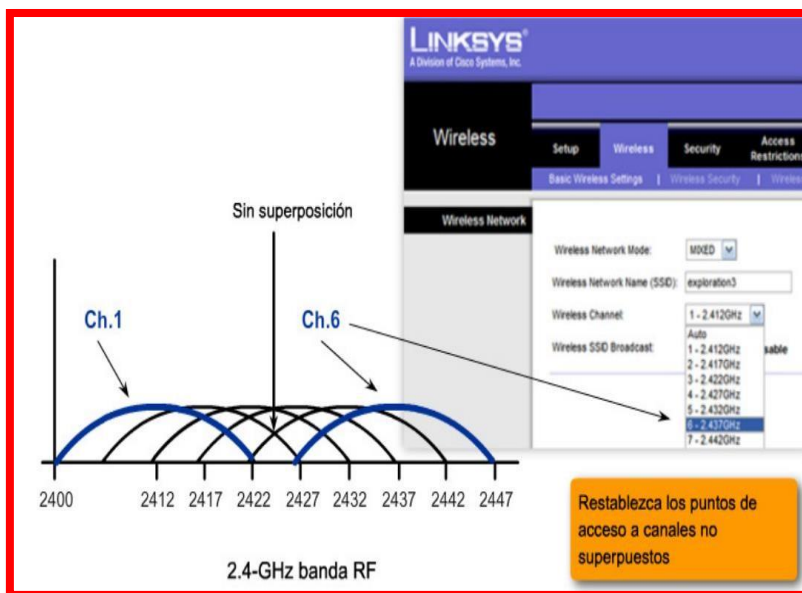 LINKSYS®
A Division of Cisco Systems, Inc.
Wireless
Setup Wireless Security Access Restrictions
Basic Wireless Settings | Wireless Security | Wireless
Wireless Network
Wireless Network Mode: MIXED
Wireless Network Name (SSID): exploration3
Wireless Channel: 1 - 2.412GHz
Auto
Wireless SSID Broadcast: 1 - 2.412GHz sable
2 - 2.417GHz
3 - 2.422GHz
4 - 2.427GHz
5 - 2.432GHz
6 - 2.437GHz
7 - 2.442GHz
Sin superposición
Ch.1 Ch.6
2400 2412 2417 2422 2427 2432 2437 2442 2447
2.4-GHz banda RF
Restablezca los puntos de
acceso a canales no
superpuestos